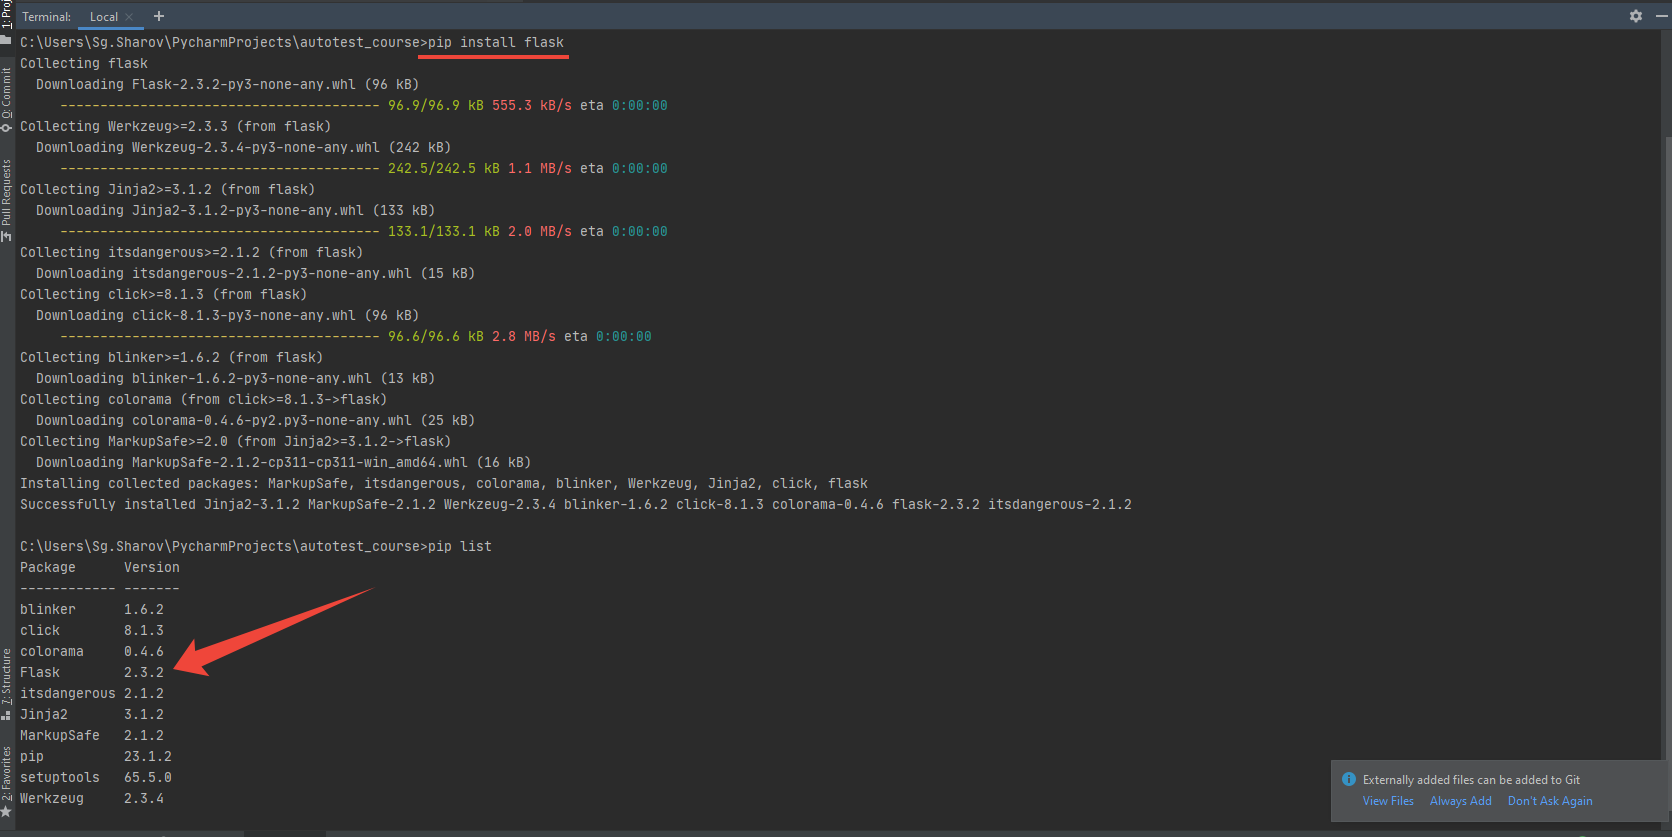 Terminal: Local × +
C:\Users\Sg.Sharov\PycharmProjects\autotest_course>pip install flask
Collecting flask
  Downloading Flask-2.3.2-py3-none-any.whl (96 kB)
     ---------------------------------------- 96.9/96.9 kB 555.3 kB/s eta 0:00:00
Collecting Werkzeug>=2.3.3 (from flask)
  Downloading Werkzeug-2.3.4-py3-none-any.whl (242 kB)
     ---------------------------------------- 242.5/242.5 kB 1.1 MB/s eta 0:00:00
Collecting Jinja2>=3.1.2 (from flask)
  Downloading Jinja2-3.1.2-py3-none-any.whl (133 kB)
     ---------------------------------------- 133.1/133.1 kB 2.0 MB/s eta 0:00:00
Collecting itsdangerous>=2.1.2 (from flask)
  Downloading itsdangerous-2.1.2-py3-none-any.whl (15 kB)
Collecting click>=8.1.3 (from flask)
  Downloading click-8.1.3-py3-none-any.whl (96 kB)
     ---------------------------------------- 96.6/96.6 kB 2.8 MB/s eta 0:00:00
Collecting blinker>=1.6.2 (from flask)
  Downloading blinker-1.6.2-py3-none-any.whl (13 kB)
Collecting colorama (from click>=8.1.3->flask)
  Downloading colorama-0.4.6-py2.py3-none-any.whl (25 kB)
Collecting MarkupSafe>=2.0 (from Jinja2>=3.1.2->flask)
  Downloading MarkupSafe-2.1.2-cp311-cp311-win_amd64.whl (16 kB)
Installing collected packages: MarkupSafe, itsdangerous, colorama, blinker, Werkzeug, Jinja2, click, flask
Successfully installed Jinja2-3.1.2 MarkupSafe-2.1.2 Werkzeug-2.3.4 blinker-1.6.2 click-8.1.3 colorama-0.4.6 flask-2.3.2 itsdangerous-2.1.2
C:\Users\Sg.Sharov\PycharmProjects\autotest_course>pip list
Package      Version
------------ -------
blinker      1.6.2
click        8.1.3
colorama     0.4.6
Flask        2.3.2
itsdangerous 2.1.2
Jinja2       3.1.2
MarkupSafe   2.1.2
pip          23.1.2
setuptools   65.5.0
Werkzeug     2.3.4
0: Commit
Pull Requests
7: Structure
2: Favorites
Externally added files can be added to Git
View Files Always Add Don't Ask Again